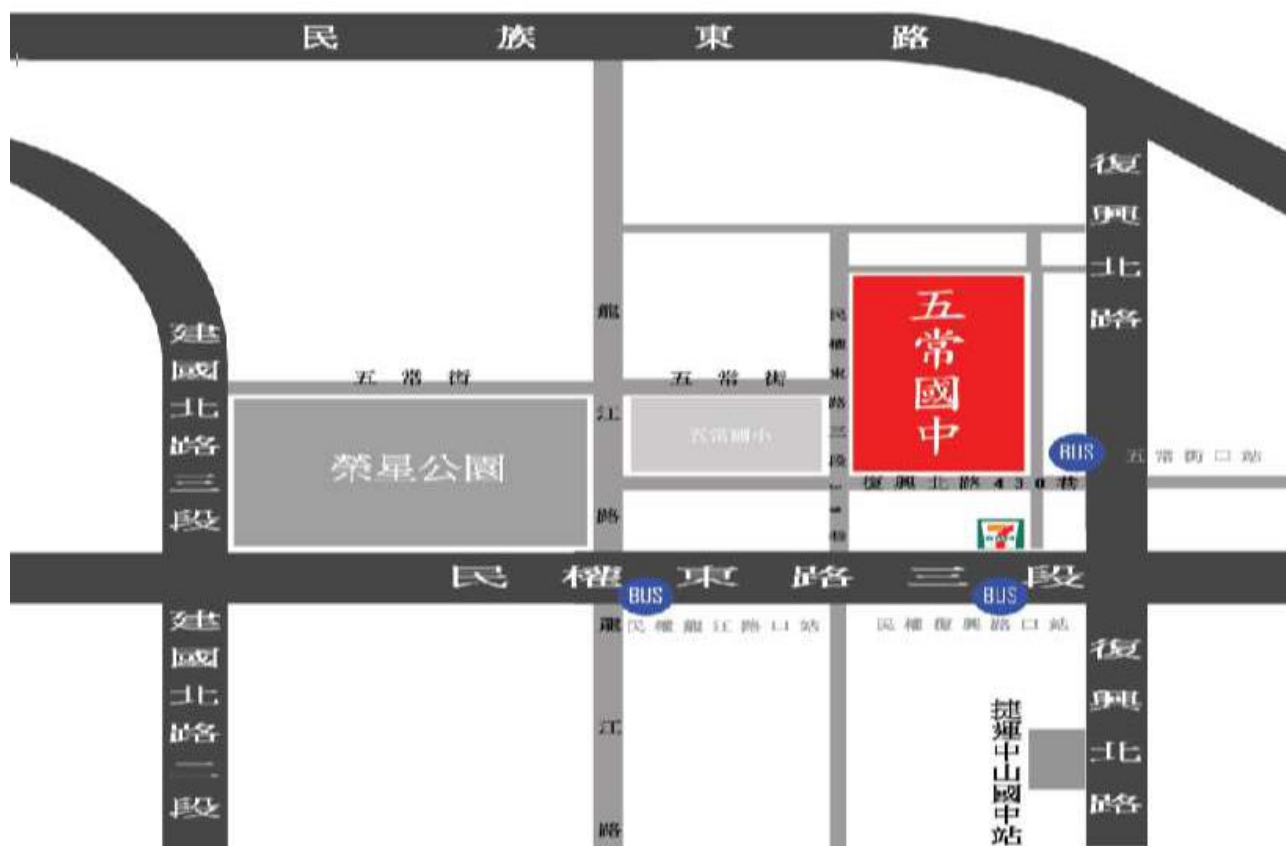 民族東路
復興北路
建國北路三段
龍江路
五常街
五常街
民權東路三段
五常國中
榮星公園
五常國小
BUS
五常街口站
復興北路430巷
7
民權東路三段
BUS
BUS
民權龍江路口站
民權復興路口站
建國北路二段
龍江路
復興北路
捷運中山國中站